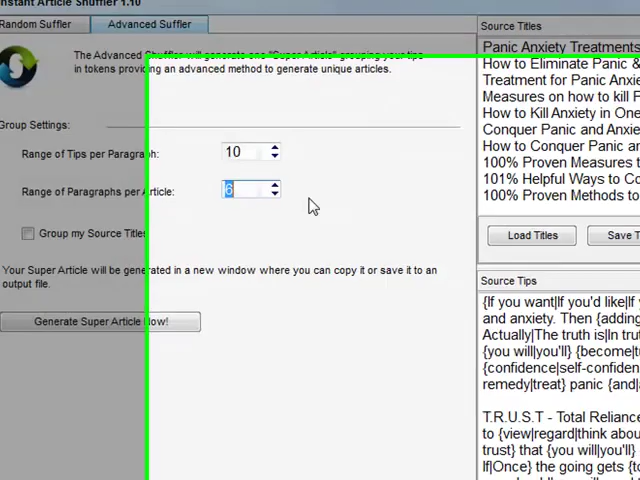 nstant Article Shuffler 1.10
Random Suffler
Advanced Suffler
The Advanced Shuffler will generate one "Super Article" grouping your tips
in tokens providing an advanced method to generate unique articles.
Group Settings:
Range of Tips per Paragraph:
10
Range of Paragraphs per Article:
6
Group my Source Titles
Your Super Article will be generated in a new window where you can copy it or save it to an
output file.
Generate Super Article Now!
Source Titles
Panic Anxiety Treatments
How to Eliminate Panic &
Treatment for Panic Anxie
Measures on how to kill P
How to Kill Anxiety in One
Conquer Panic and Anxie
How to Conquer Panic ar
100% Proven Measures t
101% Helpful Ways to Co
100% Proven Methods to
Load Titles
Save T
Source Tips
{If you want|If you'd like|If
and anxiety. Then {adding
Actually|The truth is|In trut
{you will|you'll} {become|t
{confidence|self-confiden
remedy|treat} panic {and|a
T.R.U.S.T - Total Reliance
to {view|regard|think abou
trust} that {you will|you'll}
If|Once} the going gets {to